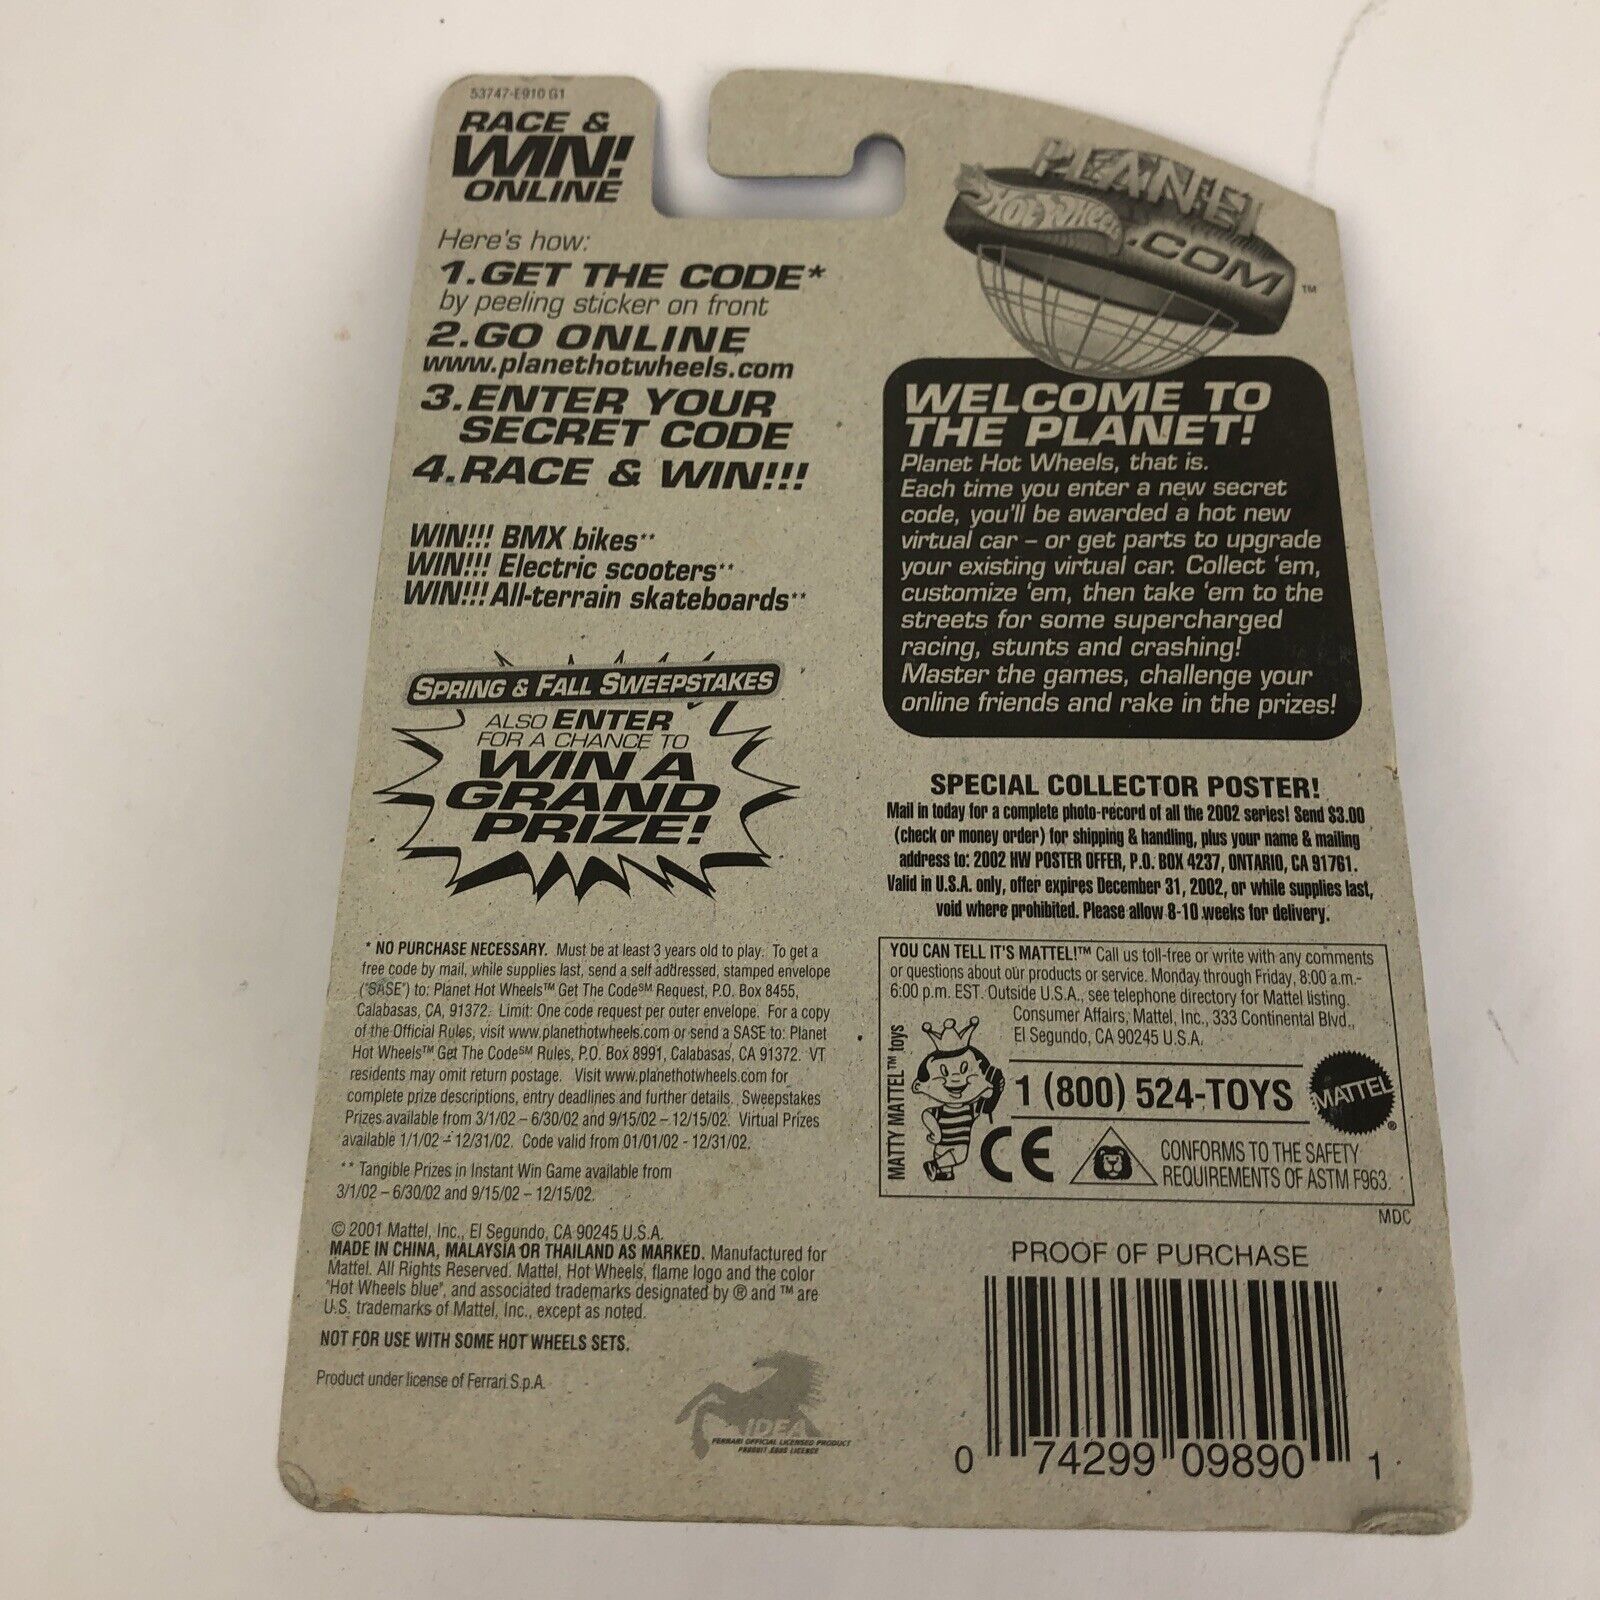 53747-E910 G1
RACE &
WIN!
ONLINE
Here's how:
1.GET THE CODE*
by peeling sticker on front
2.GO ONLINE
www.planethotwheels.com
3.ENTER YOUR
SECRET CODE
4.RACE & WIN!!!
WIN!!! BMX bikes**
WIN!!! Electric scooters**
WIN!!! All-terrain skateboards**
SPRING & FALL SWEEPSTAKES
ALSO ENTER
FOR A CHANCE TO
WIN A
GRAND
PRIZE!
* NO PURCHASE NECESSARY. Must be at least 3 years old to play. To get a
free code by mail, while supplies last, send a self addressed, stamped envelope
("SASE") to: Planet Hot Wheels™ Get The Code℠ Request, P.O. Box 8455,
Calabasas, CA, 91372. Limit: One code request per outer envelope. For a copy
of the Official Rules, visit www.planethotwheels.com or send a SASE to: Planet
Hot Wheels™ Get The Code℠ Rules, P.O. Box 8991, Calabasas, CA 91372. VT
residents may omit return postage. Visit www.planethotwheels.com for
complete prize descriptions, entry deadlines and further details. Sweepstakes
Prizes available from 3/1/02 – 6/30/02 and 9/15/02 – 12/15/02. Virtual Prizes
available 1/1/02 – 12/31/02. Code valid from 01/01/02 - 12/31/02.
** Tangible Prizes in Instant Win Game available from
3/1/02 – 6/30/02 and 9/15/02 – 12/15/02.
© 2001 Mattel, Inc., El Segundo, CA 90245 U.S.A.
MADE IN CHINA, MALAYSIA OR THAILAND AS MARKED. Manufactured for
Mattel. All Rights Reserved. Mattel, Hot Wheels, flame logo and the color
"Hot Wheels blue", and associated trademarks designated by ® and ™ are
U.S. trademarks of Mattel, Inc., except as noted.
NOT FOR USE WITH SOME HOT WHEELS SETS.
Product under license of Ferrari S.p.A.
IDEA
FERRARI OFFICIAL LICENSED PRODUCT
PRODUIT SOUS LICENCE
PLANET
Hot Wheels
.COM
™
WELCOME TO
THE PLANET!
Planet Hot Wheels, that is.
Each time you enter a new secret
code, you'll be awarded a hot new
virtual car – or get parts to upgrade
your existing virtual car. Collect 'em,
customize 'em, then take 'em to the
streets for some supercharged
racing, stunts and crashing!
Master the games, challenge your
online friends and rake in the prizes!
SPECIAL COLLECTOR POSTER!
Mail in today for a complete photo-record of all the 2002 series! Send $3.00
(check or money order) for shipping & handling, plus your name & mailing
address to: 2002 HW POSTER OFFER, P.O. BOX 4237, ONTARIO, CA 91761.
Valid in U.S.A. only, offer expires December 31, 2002, or while supplies last,
void where prohibited. Please allow 8-10 weeks for delivery.
YOU CAN TELL IT'S MATTEL!™ Call us toll-free or write with any comments
or questions about our products or service. Monday through Friday, 8:00 a.m.-
6:00 p.m. EST. Outside U.S.A., see telephone directory for Mattel listing.
Consumer Affairs, Mattel, Inc., 333 Continental Blvd.,
El Segundo, CA 90245 U.S.A.
MATTY MATTEL™ toys
1 (800) 524-TOYS
MATTEL®
CE
CONFORMS TO THE SAFETY
REQUIREMENTS OF ASTM F963.
MDC
PROOF OF PURCHASE
0 74299 09890 1